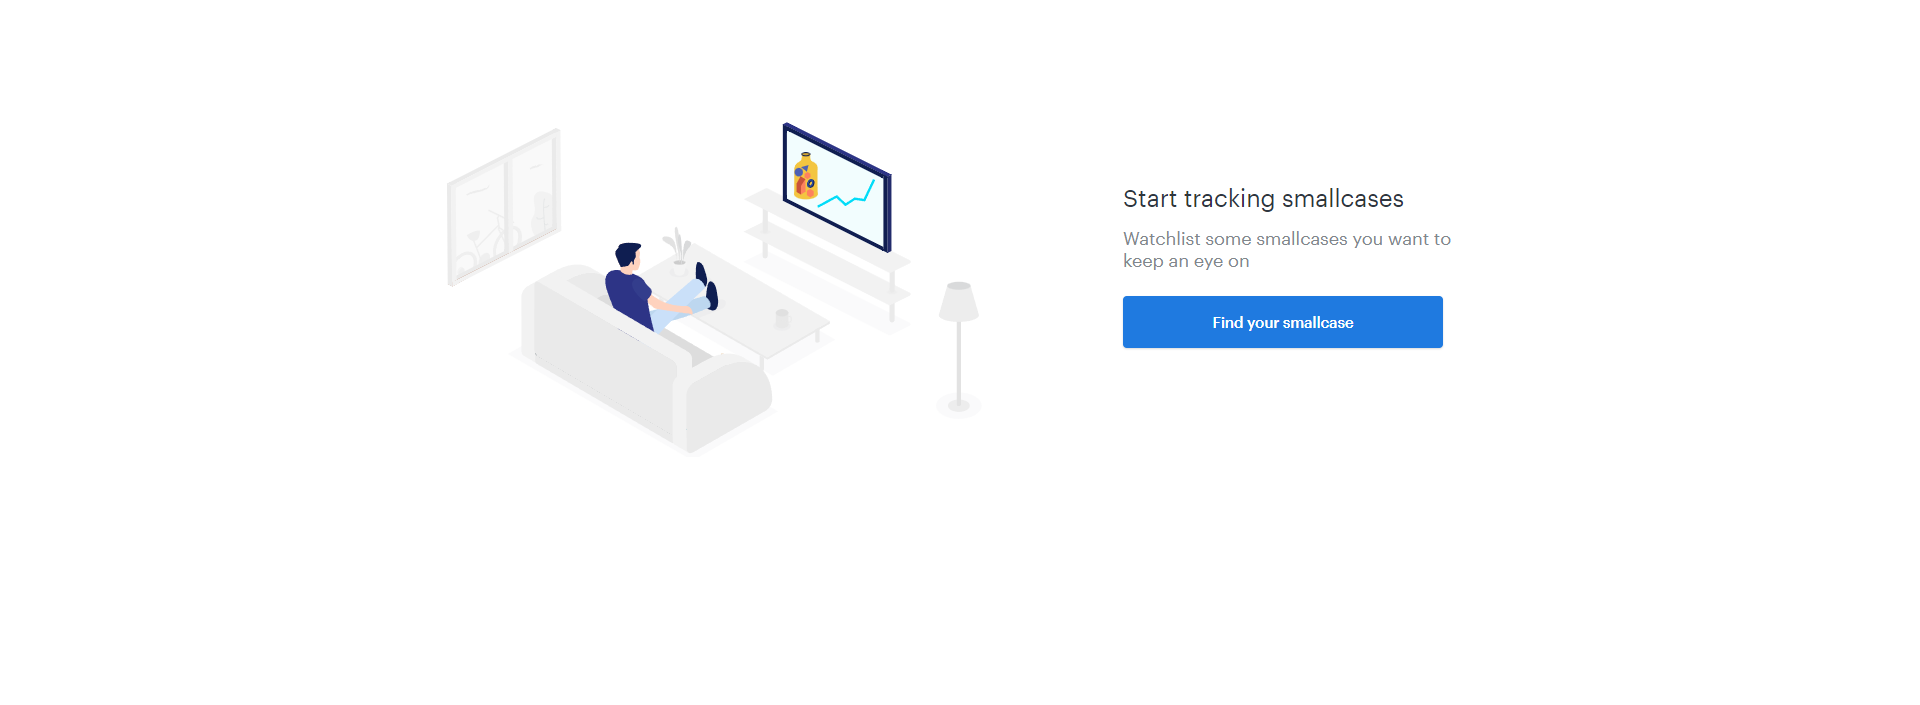 Start tracking smallcases
Watchlist some smallcases you want to
keep an eye on
Find your smallcase